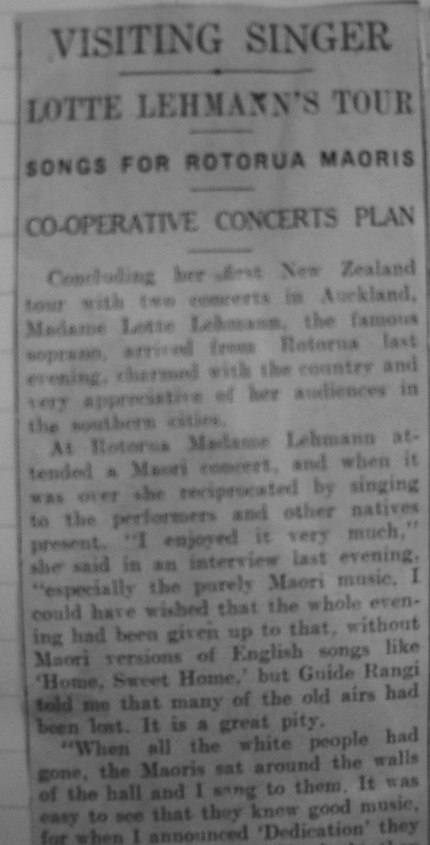 VISITING SINGER
LOTTE LEHMANN'S TOUR
SONGS FOR ROTORUA MAORIS
CO-OPERATIVE CONCERTS PLAN
Concluding her first New Zealand
tour with two concerts in Auckland,
Madame Lotte Lehmann, the famous
soprano, arrived from Rotorua last
evening, charmed with the country and
very appreciative of her audiences in
the southern cities.
At Rotorua Madame Lehmann at-
tended a Maori concert, and when it
was over she reciprocated by singing
to the performers and other natives
present. "I enjoyed it very much,"
she said in an interview last evening,
"especially the purely Maori music. I
could have wished that the whole even-
ing had been given up to that, without
Maori versions of English songs like
'Home, Sweet Home,' but Guide Rangi
told me that many of the old airs had
been lost. It is a great pity.
"When all the white people had
gone, the Maoris sat around the walls
of the hall and I sang to them. It was
easy to see that they knew good music,
for when I announced 'Dedication' they